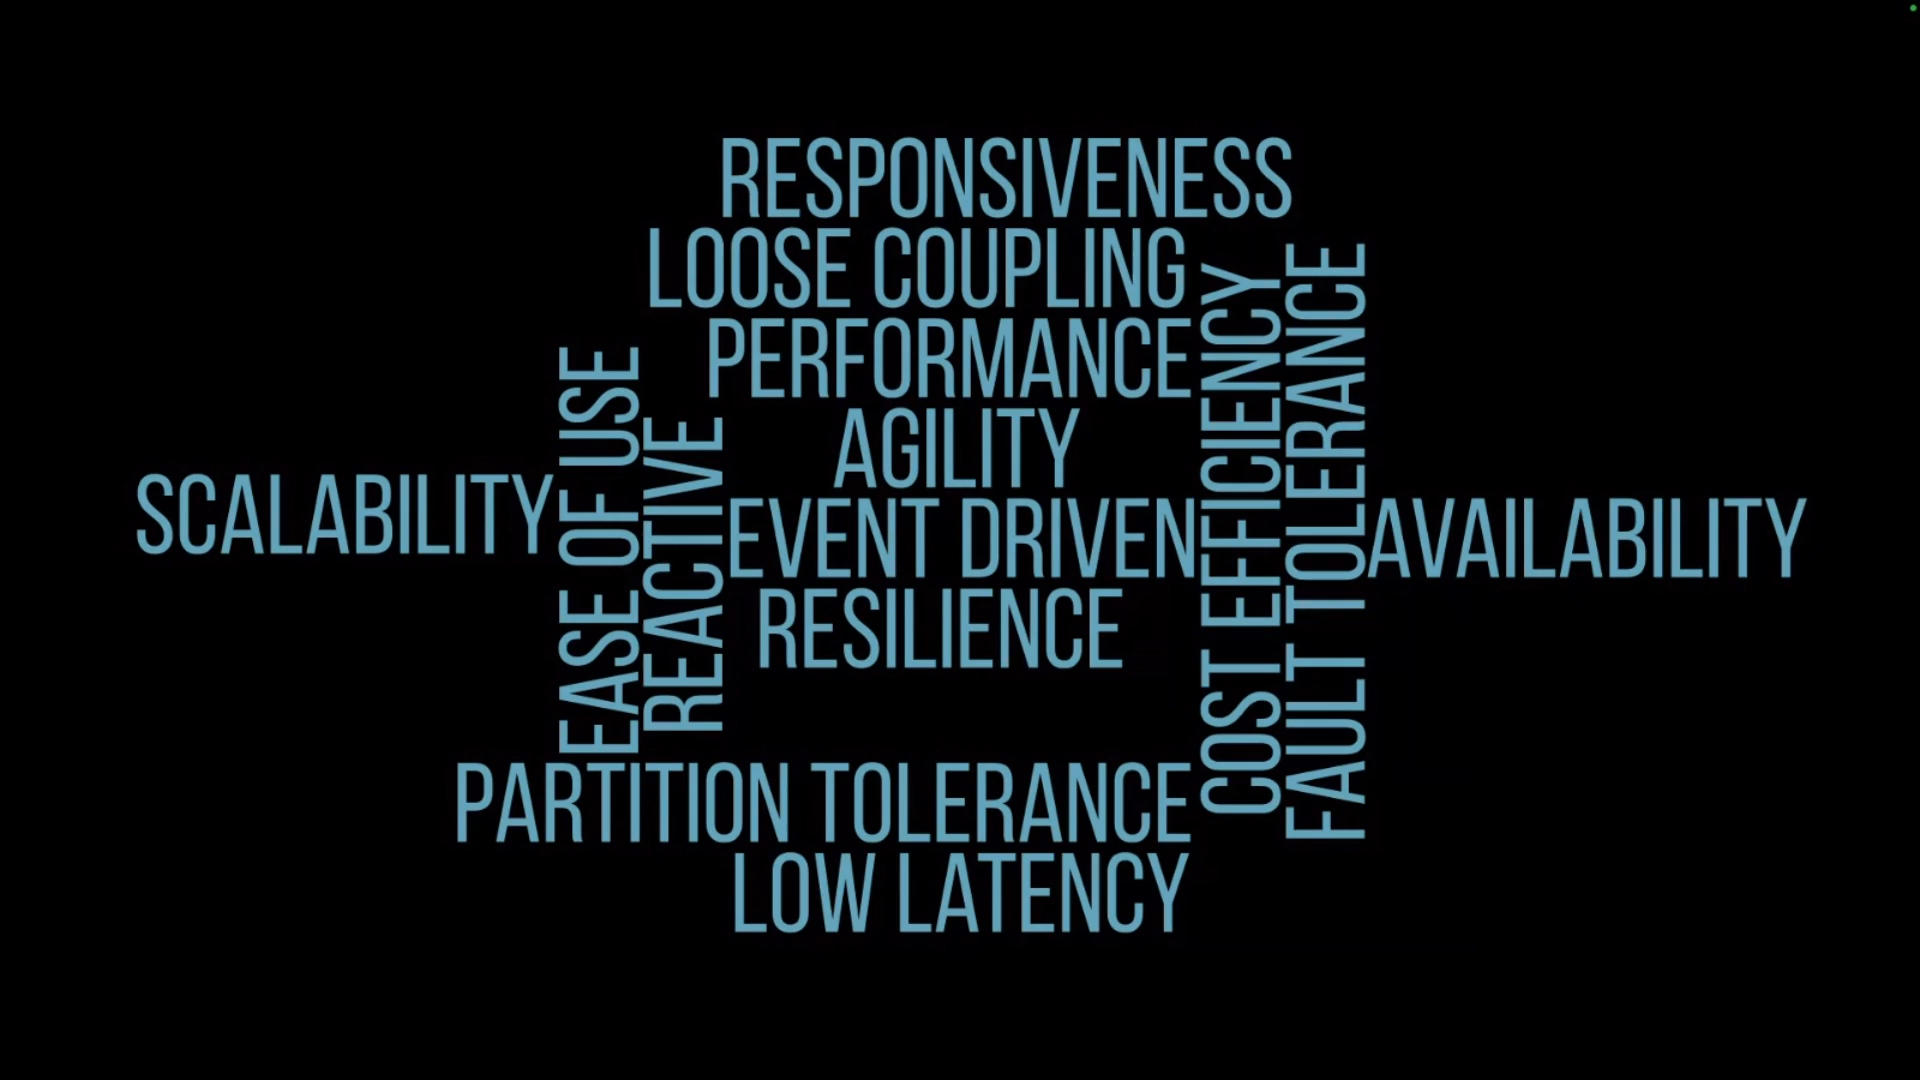 RESPONSIVENESS
LOOSE COUPLING
PERFORMANCE
AGILITY
SCALABILITY
EASE OF USE
REACTIVE
EVENT DRIVEN
COST EFFICIENCY
FAULT TOLERANCE
AVAILABILITY
RESILIENCE
PARTITION TOLERANCE
LOW LATENCY